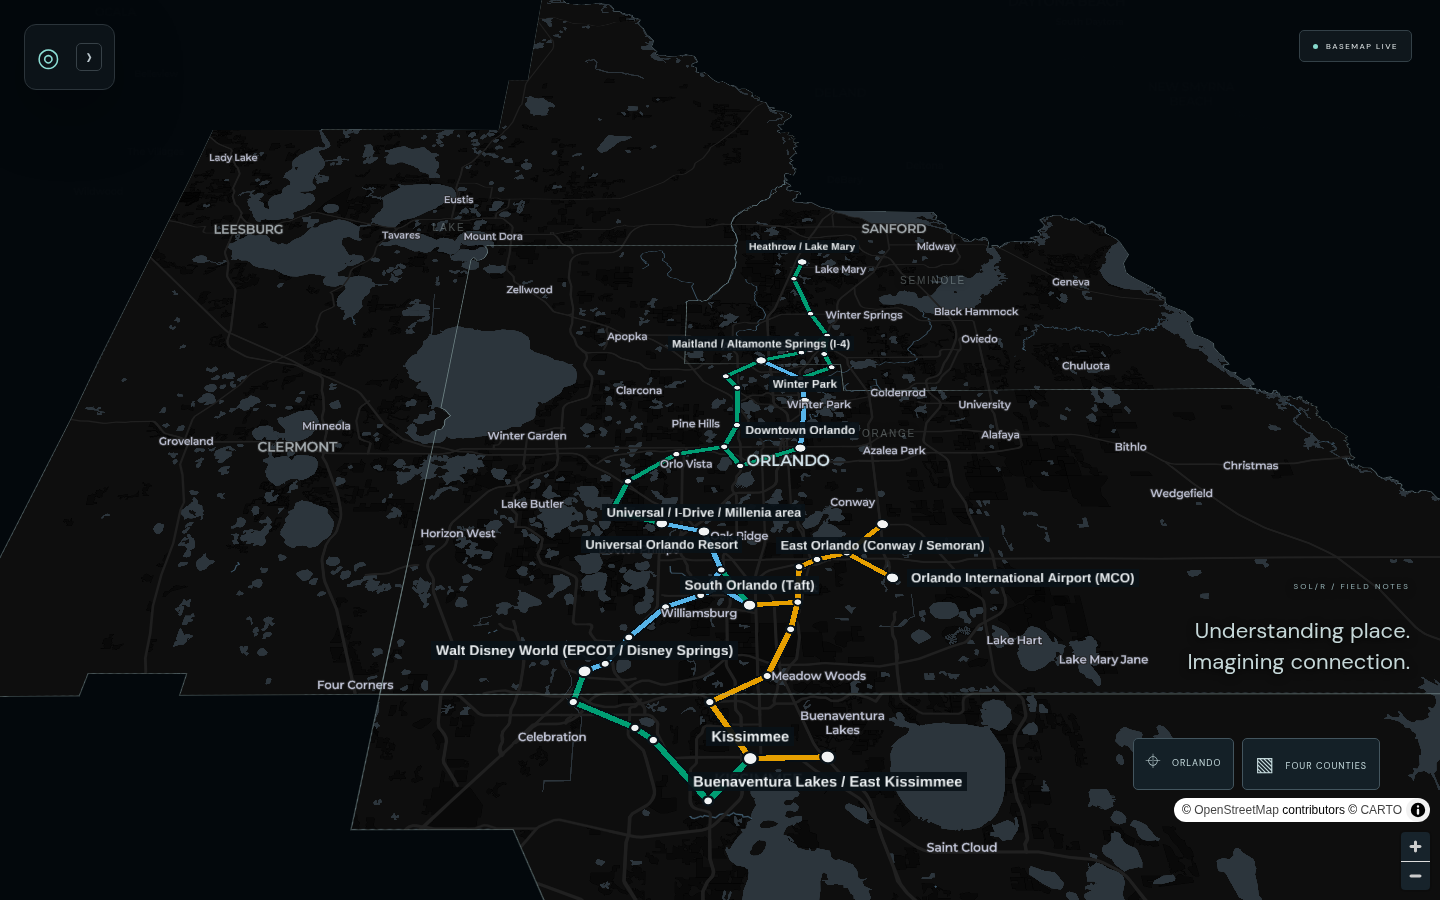 BASEMAP LIVE
Lady Lake
Eustis
LEESBURG
LAKE
Tavares
Mount Dora
SANFORD
Midway
Heathrow / Lake Mary
Lake Mary
SEMINOLE
Geneva
Zellwood
Winter Springs
Black Hammock
Apopka
Maitland / Altamonte Springs (I-4)
Oviedo
Chuluota
Winter Park
Clarcona
Goldenrod
Winter Park
University
Minneola
Pine Hills
Downtown Orlando
ORANGE
Alafaya
Groveland
CLERMONT
Winter Garden
Azalea Park
Bithlo
Orlo Vista
ORLANDO
Christmas
Lake Butler
Conway
Wedgefield
Universal / I-Drive / Millenia area
Horizon West
Oak Ridge
Universal Orlando Resort
East Orlando (Conway / Semoran)
Orlando International Airport (MCO)
South Orlando (Taft)
SOL/R / FIELD NOTES
Williamsburg
Understanding place.
Imagining connection.
Lake Hart
Walt Disney World (EPCOT / Disney Springs)
Lake Mary Jane
Meadow Woods
Four Corners
Buenaventura
Lakes
Celebration
Kissimmee
ORLANDO
FOUR COUNTIES
Buenaventura Lakes / East Kissimmee
© OpenStreetMap contributors © CARTO
Saint Cloud